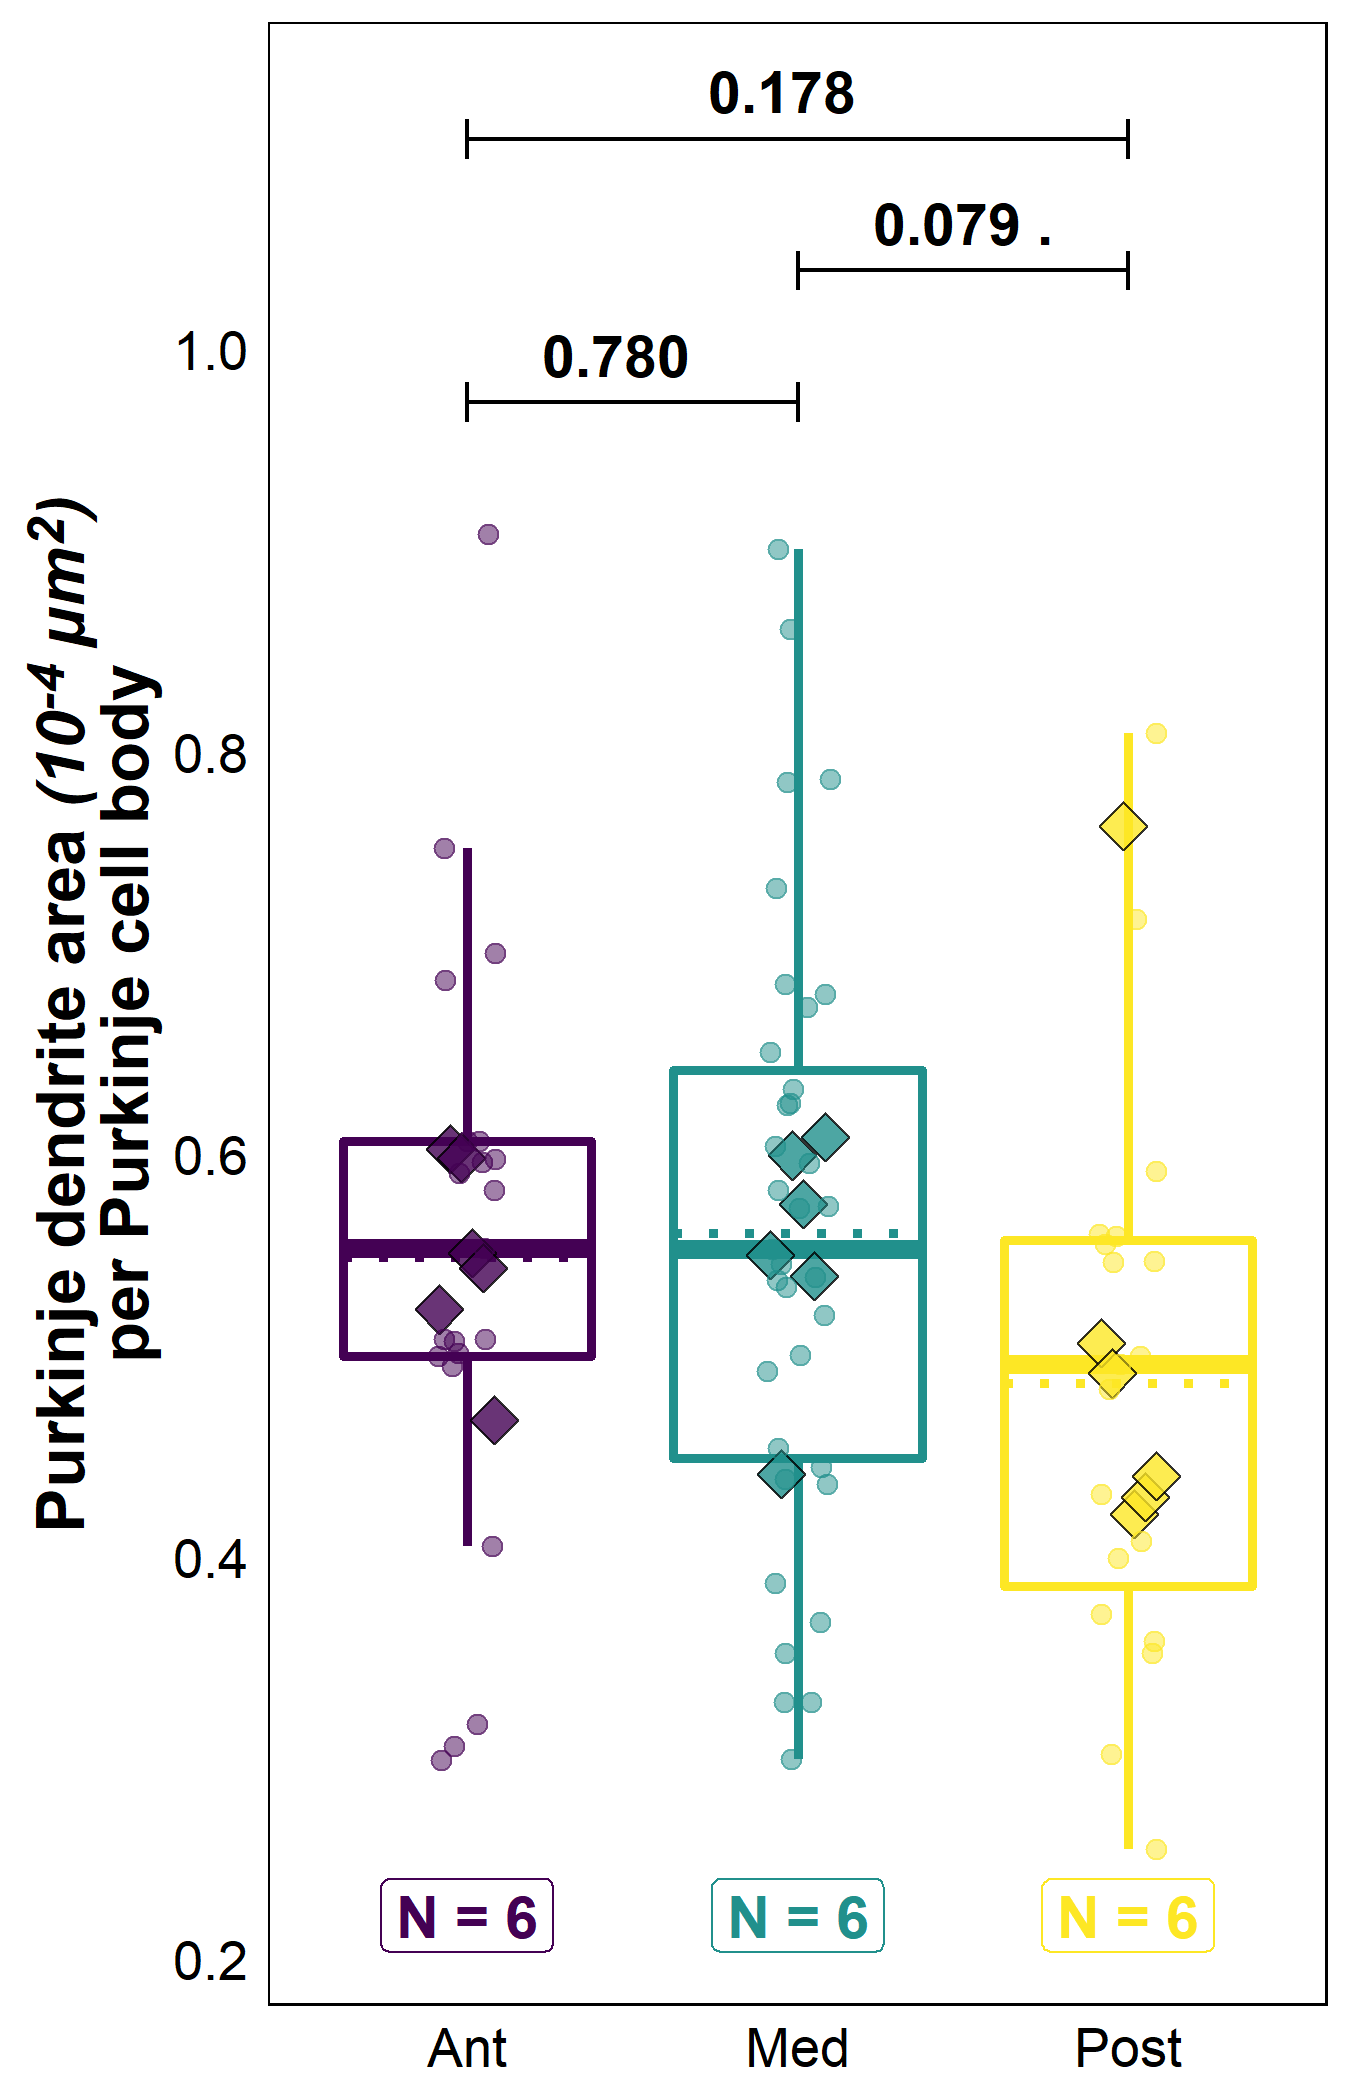 0.178
0.079 .
0.780
1.0
0.8
0.6
0.4
0.2
Purkinje dendrite area (10⁻⁴ µm²)
per Purkinje cell body
N = 6
N = 6
N = 6
Ant
Med
Post